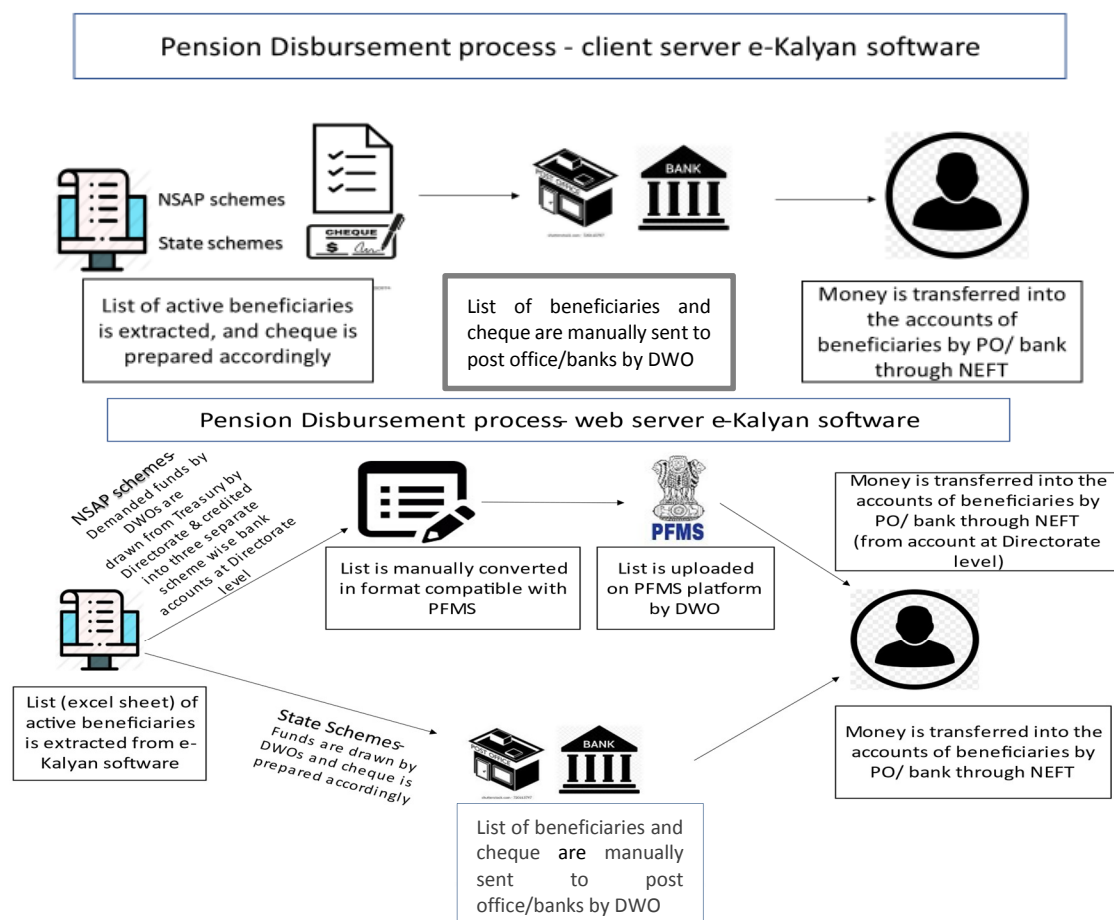 Pension Disbursement process - client server e-Kalyan software
NSAP schemes
State schemes
CHEQUE
$
POST OFFICE
BANK
List of active beneficiaries
is extracted, and cheque is
prepared accordingly
List of beneficiaries and
cheque are manually sent to
post office/banks by DWO
Money is transferred into
the accounts of
beneficiaries by PO/ bank
through NEFT
Pension Disbursement process- web server e-Kalyan software
NSAP schemes-
Demanded funds by
DWOs are
drawn from Treasury by
Directorate & credited
into three separate
scheme wise bank
accounts at Directorate
level
List is manually converted
in format compatible with
PFMS
PFMS
List is uploaded
on PFMS platform
by DWO
Money is transferred into the
accounts of beneficiaries by
PO/ bank through NEFT
(from account at Directorate
level)
List (excel sheet) of
active beneficiaries
is extracted from e-
Kalyan software
State Schemes-
Funds are drawn by
DWOs and cheque is
prepared accordingly
POST OFFICE
BANK
List of beneficiaries and
cheque are manually
sent to post
office/banks by DWO
Money is transferred into the
accounts of beneficiaries by
PO/ bank through NEFT